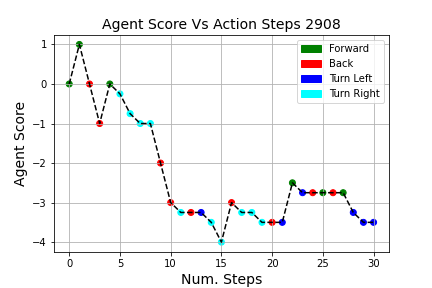 Agent Score Vs Action Steps 2908
Forward
Back
Turn Left
Turn Right
1
0
−1
−2
−3
−4
Agent Score
0 5 10 15 20 25 30
Num. Steps